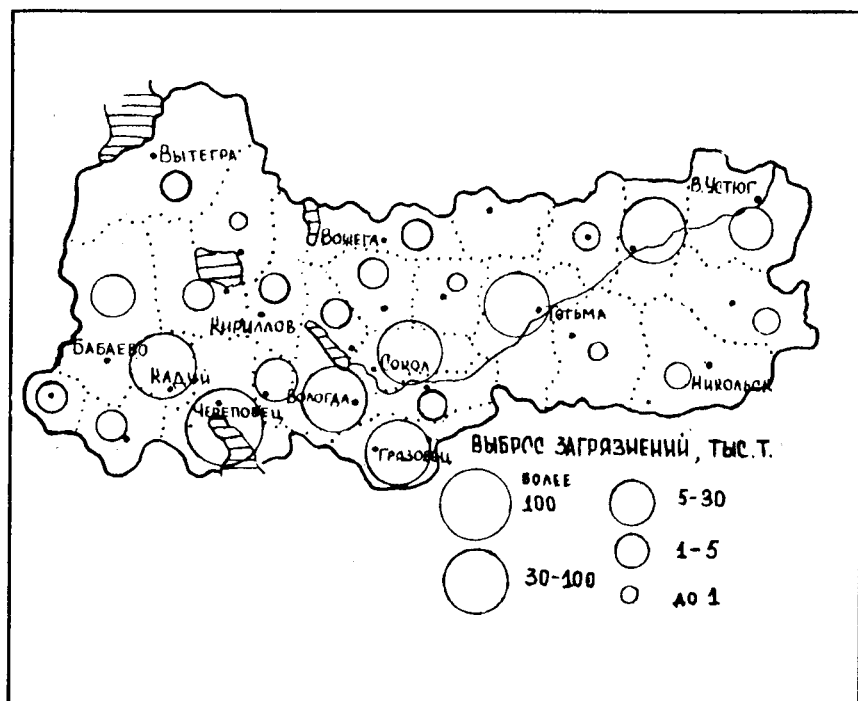 Вытегра
В.Устюг
Вожега
Кириллов
Тотьма
Бабаево
Сокол
Кадуй
Никольск
Череповец
Вологда
Грязовец
ВЫБРОС ЗАГРЯЗНЕНИЙ, ТЫС.Т.
БОЛЕЕ
100
5-30
1-5
30-100
ДО 1